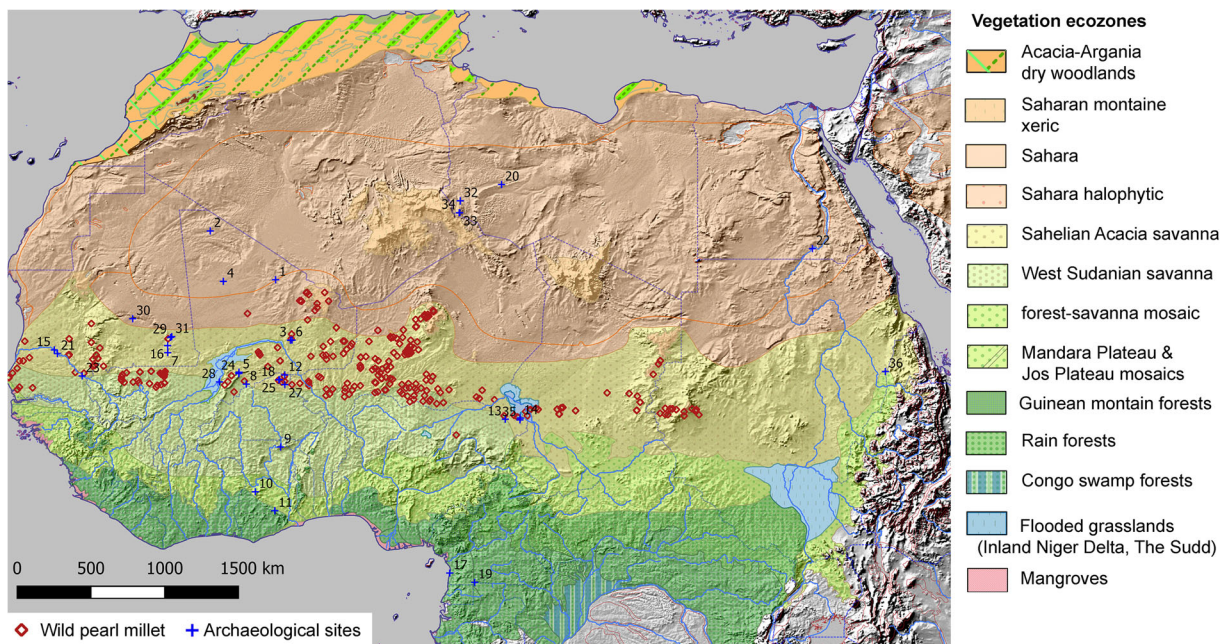 20
32
34
33
2
22
4
1
30
29
31
3
6
15
21
16
7
23
24
5
18
12
28
8
25
27
36
13
35
14
9
10
11
17
19
0 500 1000 1500 km
Wild pearl millet Archaeological sites
Vegetation ecozones
Acacia-Argania
dry woodlands
Saharan montaine
xeric
Sahara
Sahara halophytic
Sahelian Acacia savanna
West Sudanian savanna
forest-savanna mosaic
Mandara Plateau &
Jos Plateau mosaics
Guinean montain forests
Rain forests
Congo swamp forests
Flooded grasslands
(Inland Niger Delta, The Sudd)
Mangroves